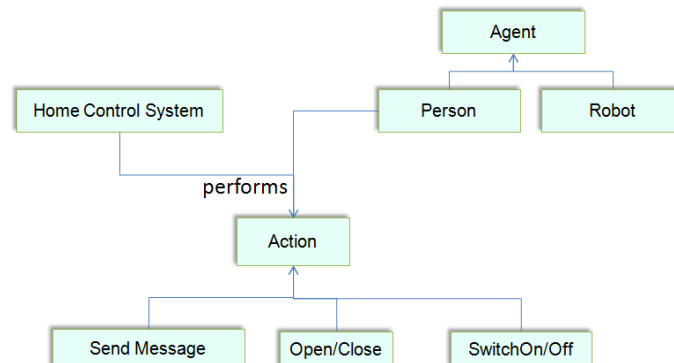 Agent
Home Control System
Person
Robot
performs
Action
Send Message
Open/Close
SwitchOn/Off